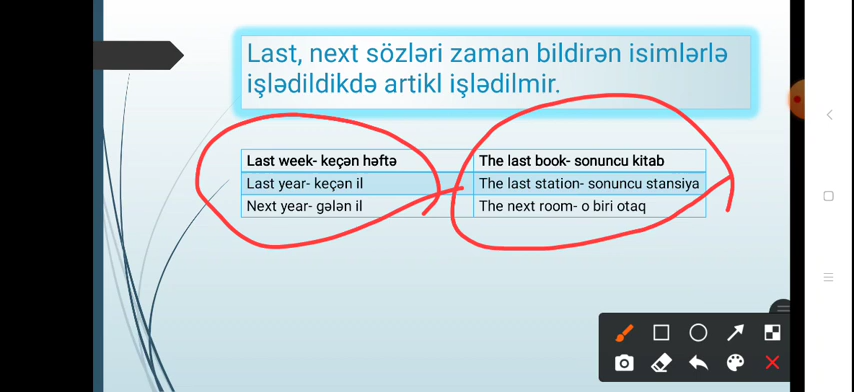 Last, next sözləri zaman bildirən isimlərlə
işlədildikdə artikl işlədilmir.
Last week- keçən həftə
The last book- sonuncu kitab
Last year- keçən il
The last station- sonuncu stansiya
Next year- gələn il
The next room- o biri otaq